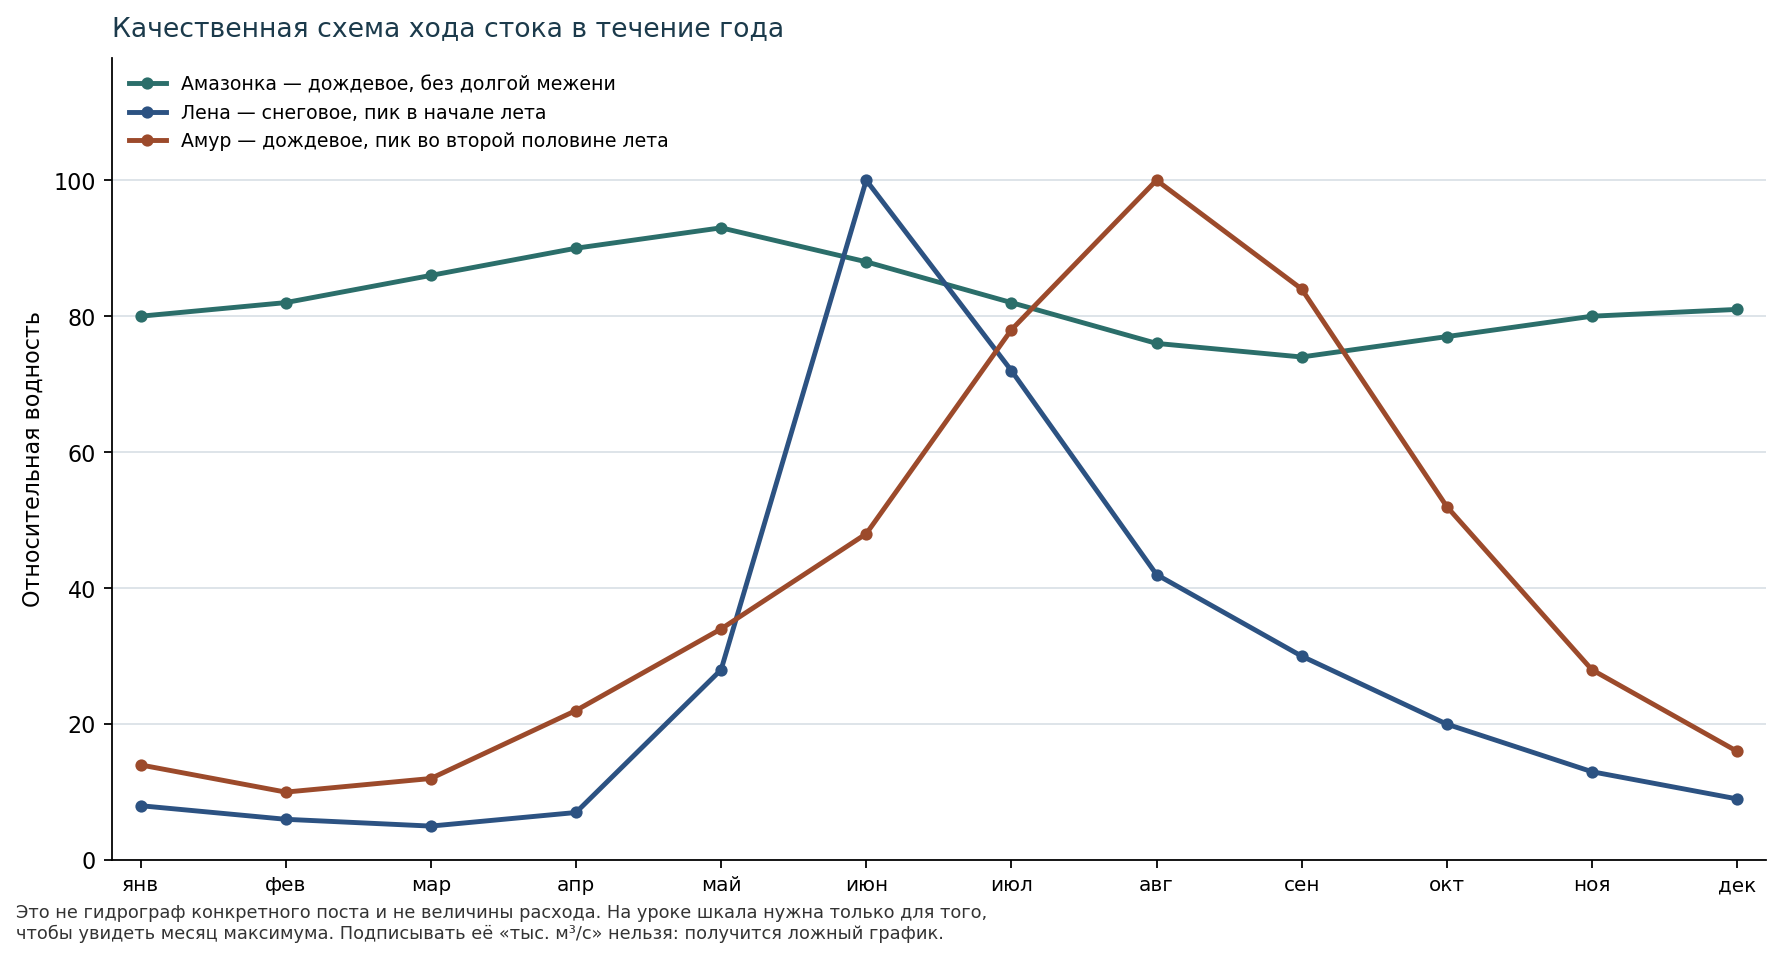 Качественная схема хода стока в течение года
Амазонка — дождевое, без долгой межени
Лена — снеговое, пик в начале лета
Амур — дождевое, пик во второй половине лета
Относительная водность
100
80
60
40
20
0
янв фев мар апр май июн июл авг сен окт ноя дек
Это не гидрограф конкретного поста и не величины расхода. На уроке шкала нужна только для того,
чтобы увидеть месяц максимума. Подписывать её «тыс. м³/с» нельзя: получится ложный график.